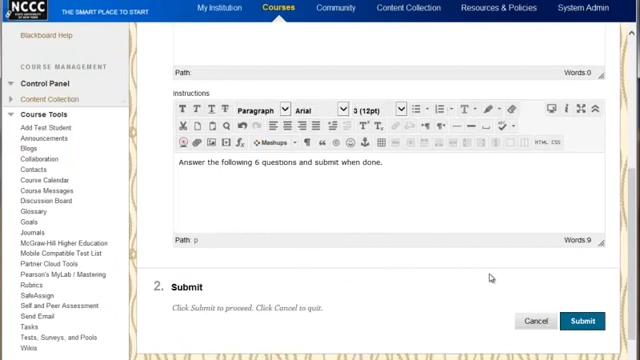 NCCC
THE SMART PLACE TO START
My Institution
Courses
Community
Content Collection
Resources & Policies
System Admin
Blackboard Help
COURSE MANAGEMENT
Control Panel
Content Collection
Course Tools
Add Test Student
Announcements
Blogs
Collaboration
Contacts
Course Calendar
Course Messages
Discussion Board
Glossary
Goals
Journals
McGraw-Hill Higher Education
Mobile Compatible Test List
Partner Cloud Tools
Pearson's MyLab / Mastering
Rubrics
SafeAssign
Self and Peer Assessment
Send Email
Tasks
Tests, Surveys, and Pools
Wikis
Path:
Words:0
Instructions
T T T T Paragraph Arial 3 (12pt)
Mashups
HTML CSS
Answer the following 6 questions and submit when done.
Path: p
Words:9
2. Submit
Click Submit to proceed. Click Cancel to quit.
Cancel
Submit